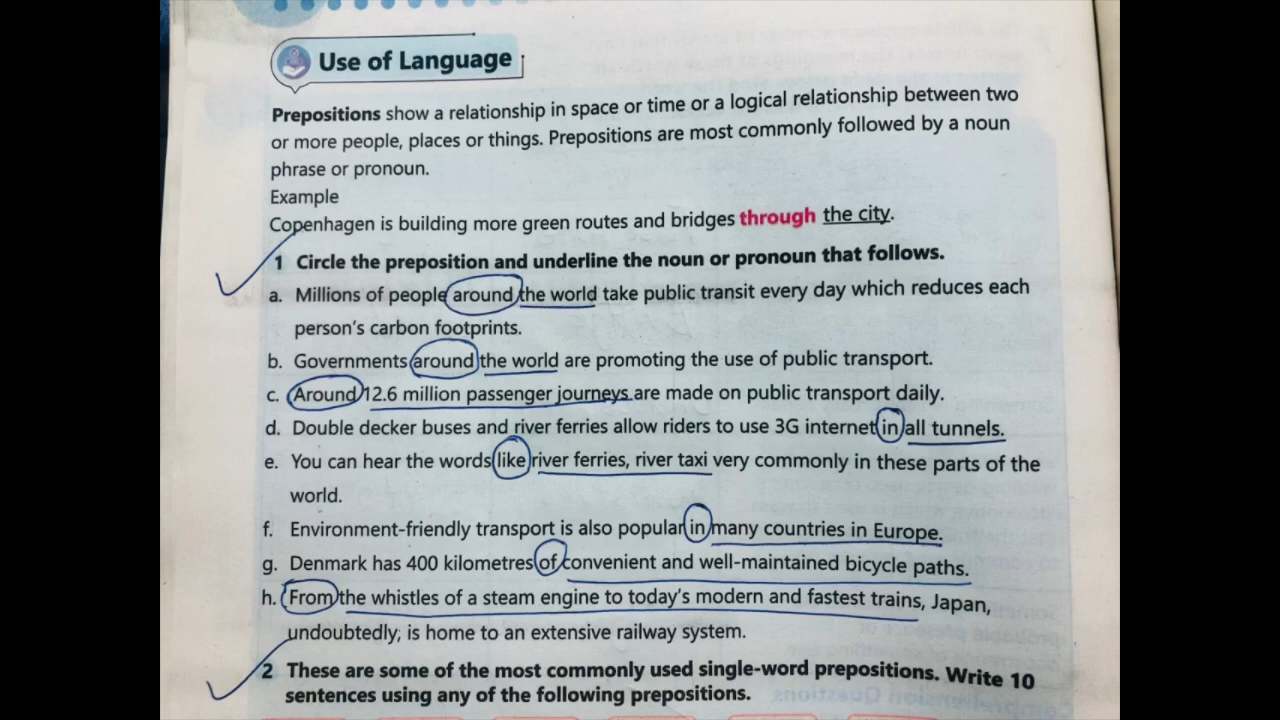 Use of Language
Prepositions show a relationship in space or time or a logical relationship between two
or more people, places or things. Prepositions are most commonly followed by a noun
phrase or pronoun.
Example
Copenhagen is building more green routes and bridges through the city.
1 Circle the preposition and underline the noun or pronoun that follows.
a. Millions of people around the world take public transit every day which reduces each
person's carbon footprints.
b. Governments around the world are promoting the use of public transport.
c. Around 12.6 million passenger journeys are made on public transport daily.
d. Double decker buses and river ferries allow riders to use 3G internet in all tunnels.
e. You can hear the words like river ferries, river taxi very commonly in these parts of the
world.
f. Environment-friendly transport is also popular in many countries in Europe.
g. Denmark has 400 kilometres of convenient and well-maintained bicycle paths.
h. From the whistles of a steam engine to today's modern and fastest trains, Japan,
undoubtedly, is home to an extensive railway system.
2 These are some of the most commonly used single-word prepositions. Write 10
sentences using any of the following prepositions.